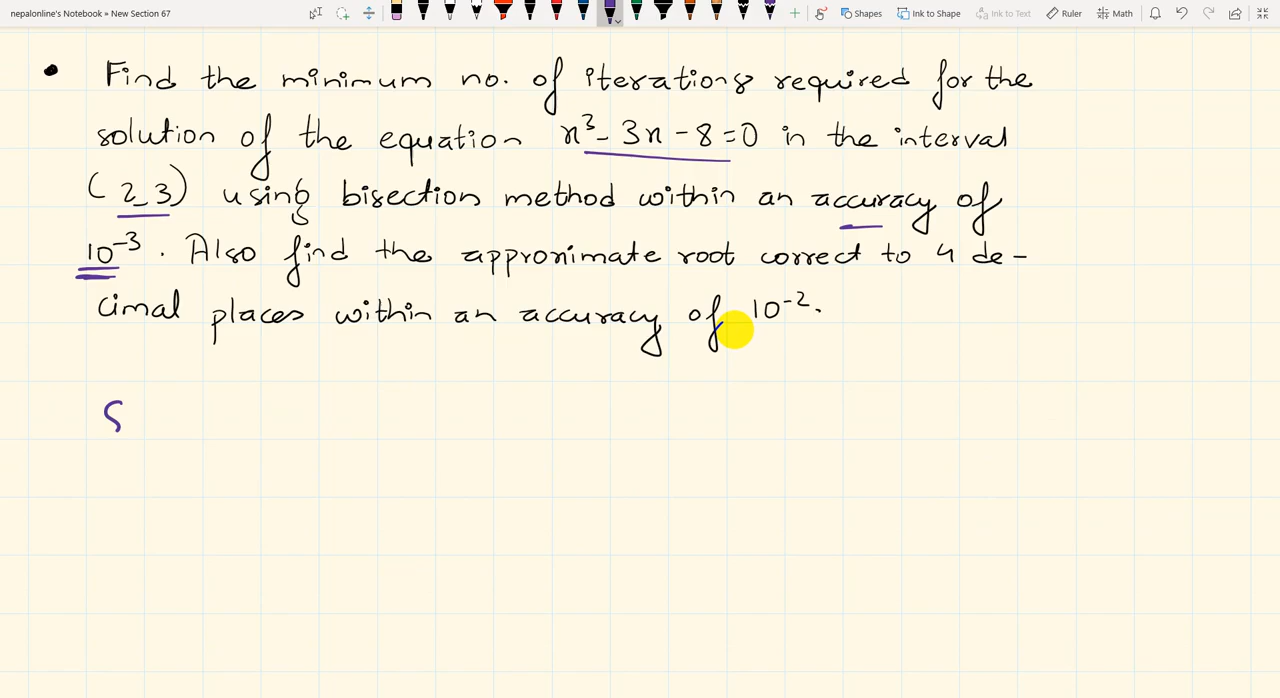 nepalonline's Notebook » New Section 67
Ink to Shape
Shapes
Ink to Text
Ruler
Math
• Find the minimum no. of iterations required for the
solution of the equation x³ - 3x - 8 = 0 in the interval
(2, 3) using bisection method within an accuracy of
10⁻³. Also find the approximate root correct to 4 de-
cimal places within an accuracy of 10⁻².
S